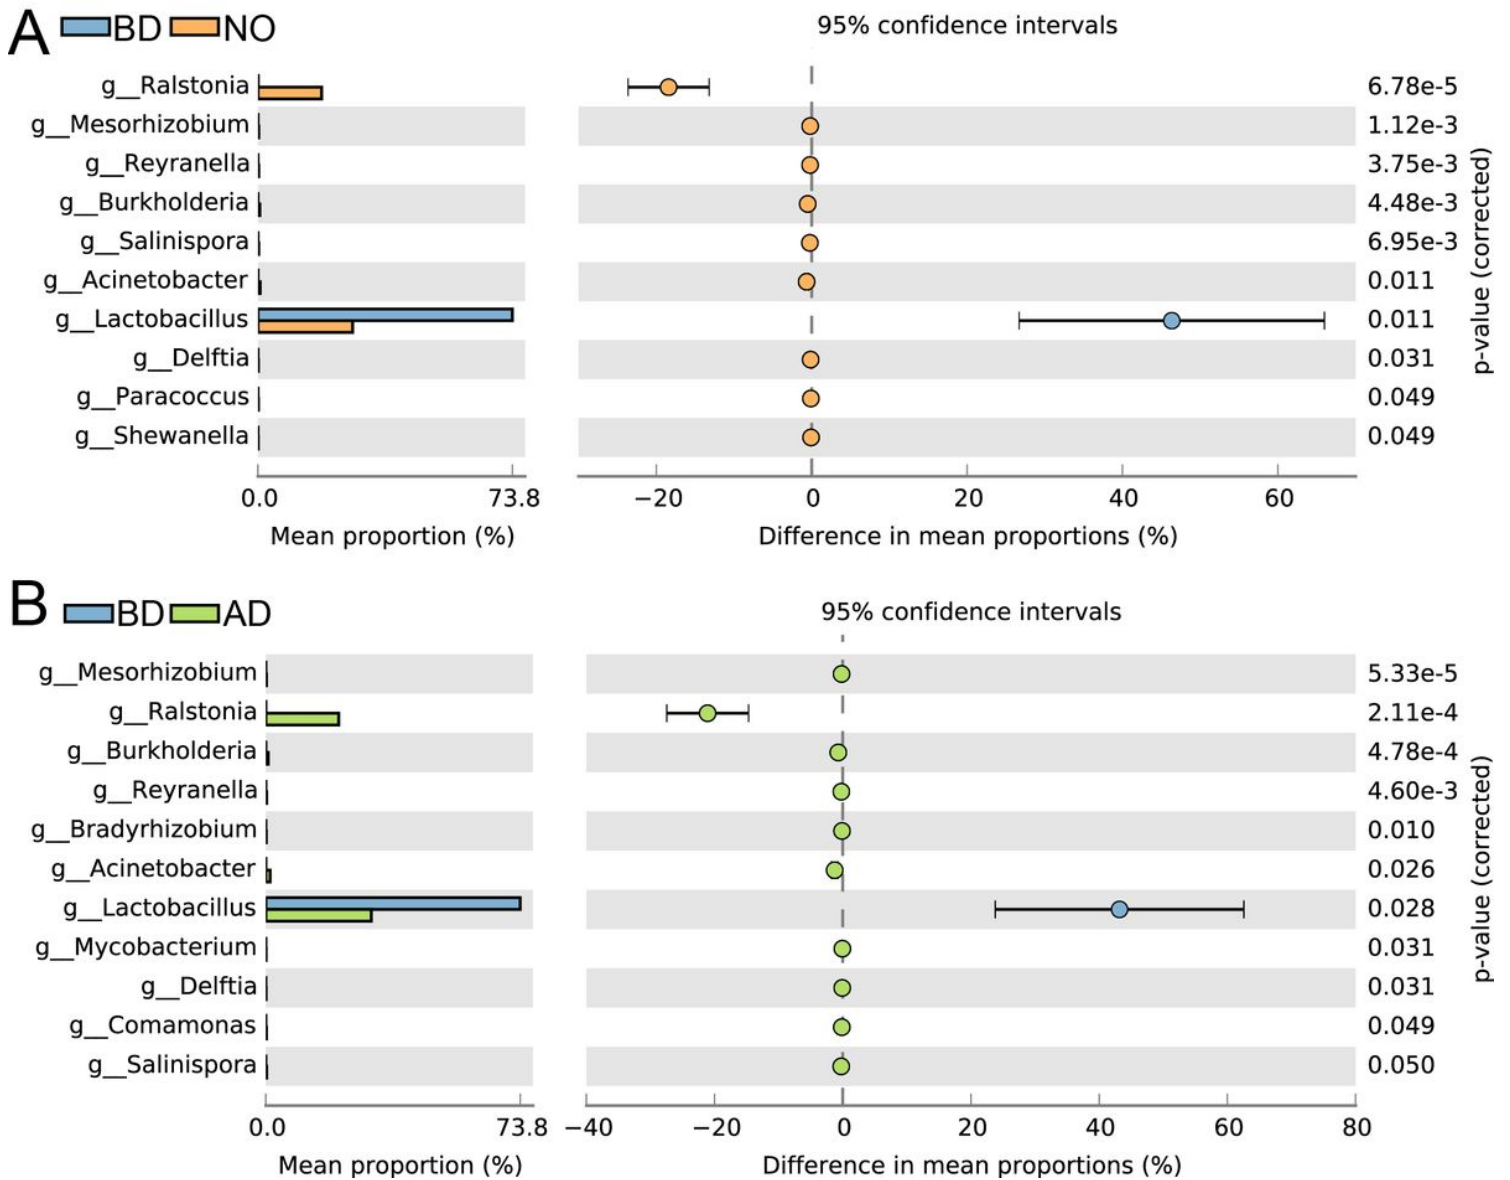 A BD NO
95% confidence intervals
g__Ralstonia 6.78e-5
g__Mesorhizobium 1.12e-3
g__Reyranella 3.75e-3
g__Burkholderia 4.48e-3
g__Salinispora 6.95e-3
g__Acinetobacter 0.011
g__Lactobacillus 0.011
g__Delftia 0.031
g__Paracoccus 0.049
g__Shewanella 0.049
p-value (corrected)
0.0 73.8 −20 0 20 40 60
Mean proportion (%) Difference in mean proportions (%)
B BD AD
95% confidence intervals
g__Mesorhizobium 5.33e-5
g__Ralstonia 2.11e-4
g__Burkholderia 4.78e-4
g__Reyranella 4.60e-3
g__Bradyrhizobium 0.010
g__Acinetobacter 0.026
g__Lactobacillus 0.028
g__Mycobacterium 0.031
g__Delftia 0.031
g__Comamonas 0.049
g__Salinispora 0.050
p-value (corrected)
0.0 73.8 −40 −20 0 20 40 60 80
Mean proportion (%) Difference in mean proportions (%)